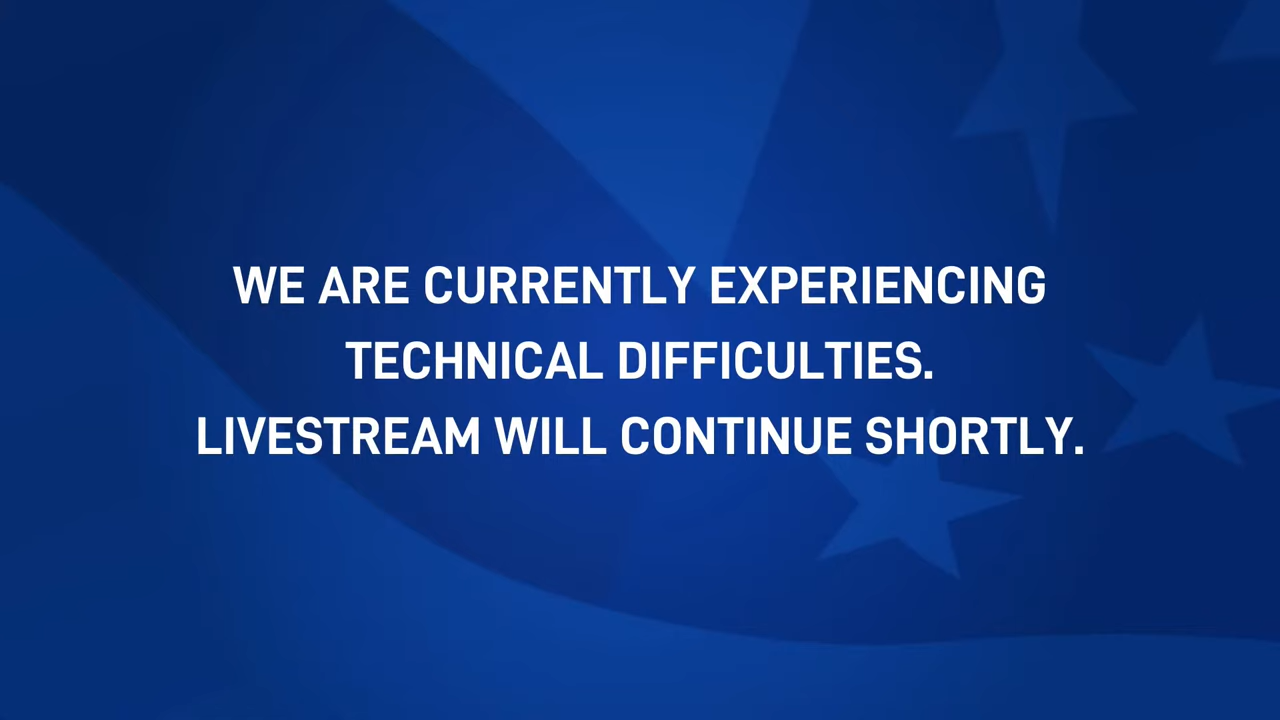 WE ARE CURRENTLY EXPERIENCING
TECHNICAL DIFFICULTIES.
LIVESTREAM WILL CONTINUE SHORTLY.